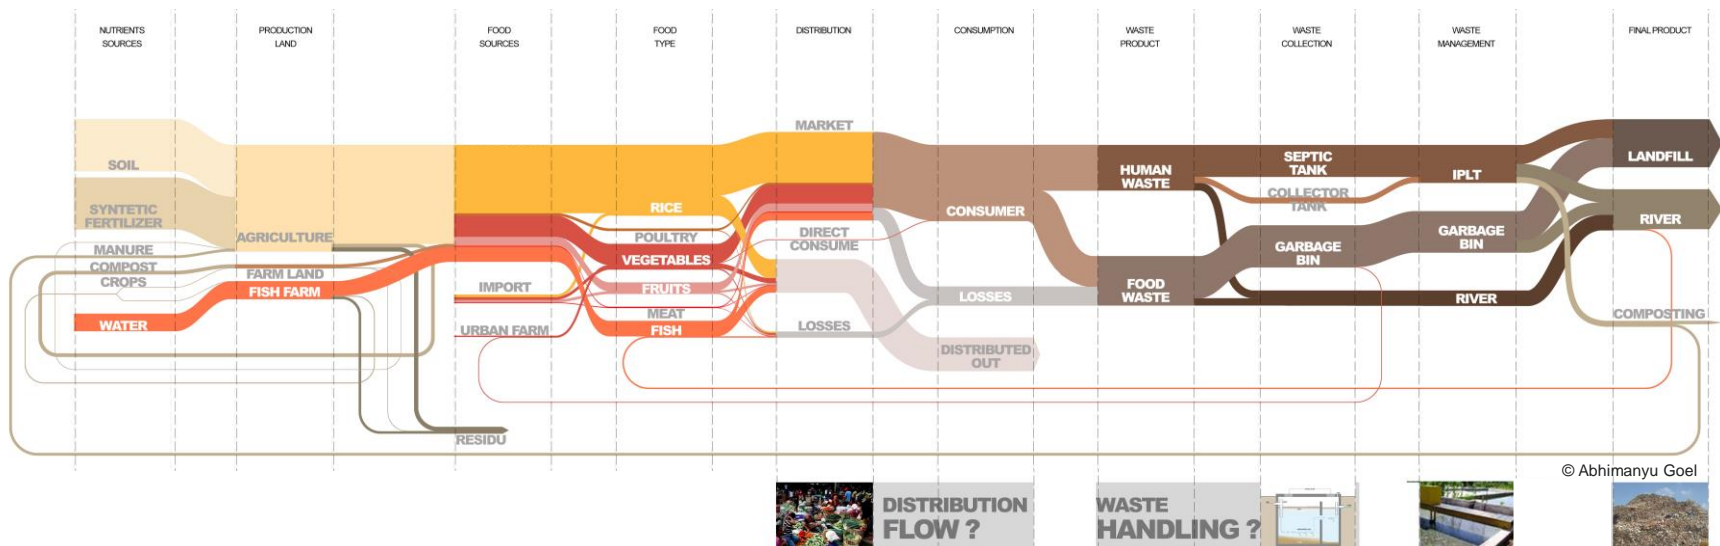 NUTRIENTS
SOURCES
PRODUCTION
LAND
FOOD
SOURCES
FOOD
TYPE
DISTRIBUTION
CONSUMPTION
WASTE
PRODUCT
WASTE
COLLECTION
WASTE
MANAGEMENT
FINAL PRODUCT
SOIL
SYNTETIC
FERTILIZER
MANURE
COMPOST
CROPS
WATER
AGRICULTURE
FARM LAND
FISH FARM
IMPORT
URBAN FARM
RESIDU
RICE
POULTRY
VEGETABLES
FRUITS
MEAT
FISH
MARKET
DIRECT
CONSUME
LOSSES
CONSUMER
LOSSES
DISTRIBUTED
OUT
HUMAN
WASTE
FOOD
WASTE
SEPTIC
TANK
COLLECTOR
TANK
GARBAGE
BIN
IPLT
GARBAGE
BIN
RIVER
LANDFILL
RIVER
COMPOSTING
© Abhimanyu Goel
DISTRIBUTION
FLOW ?
WASTE
HANDLING ?